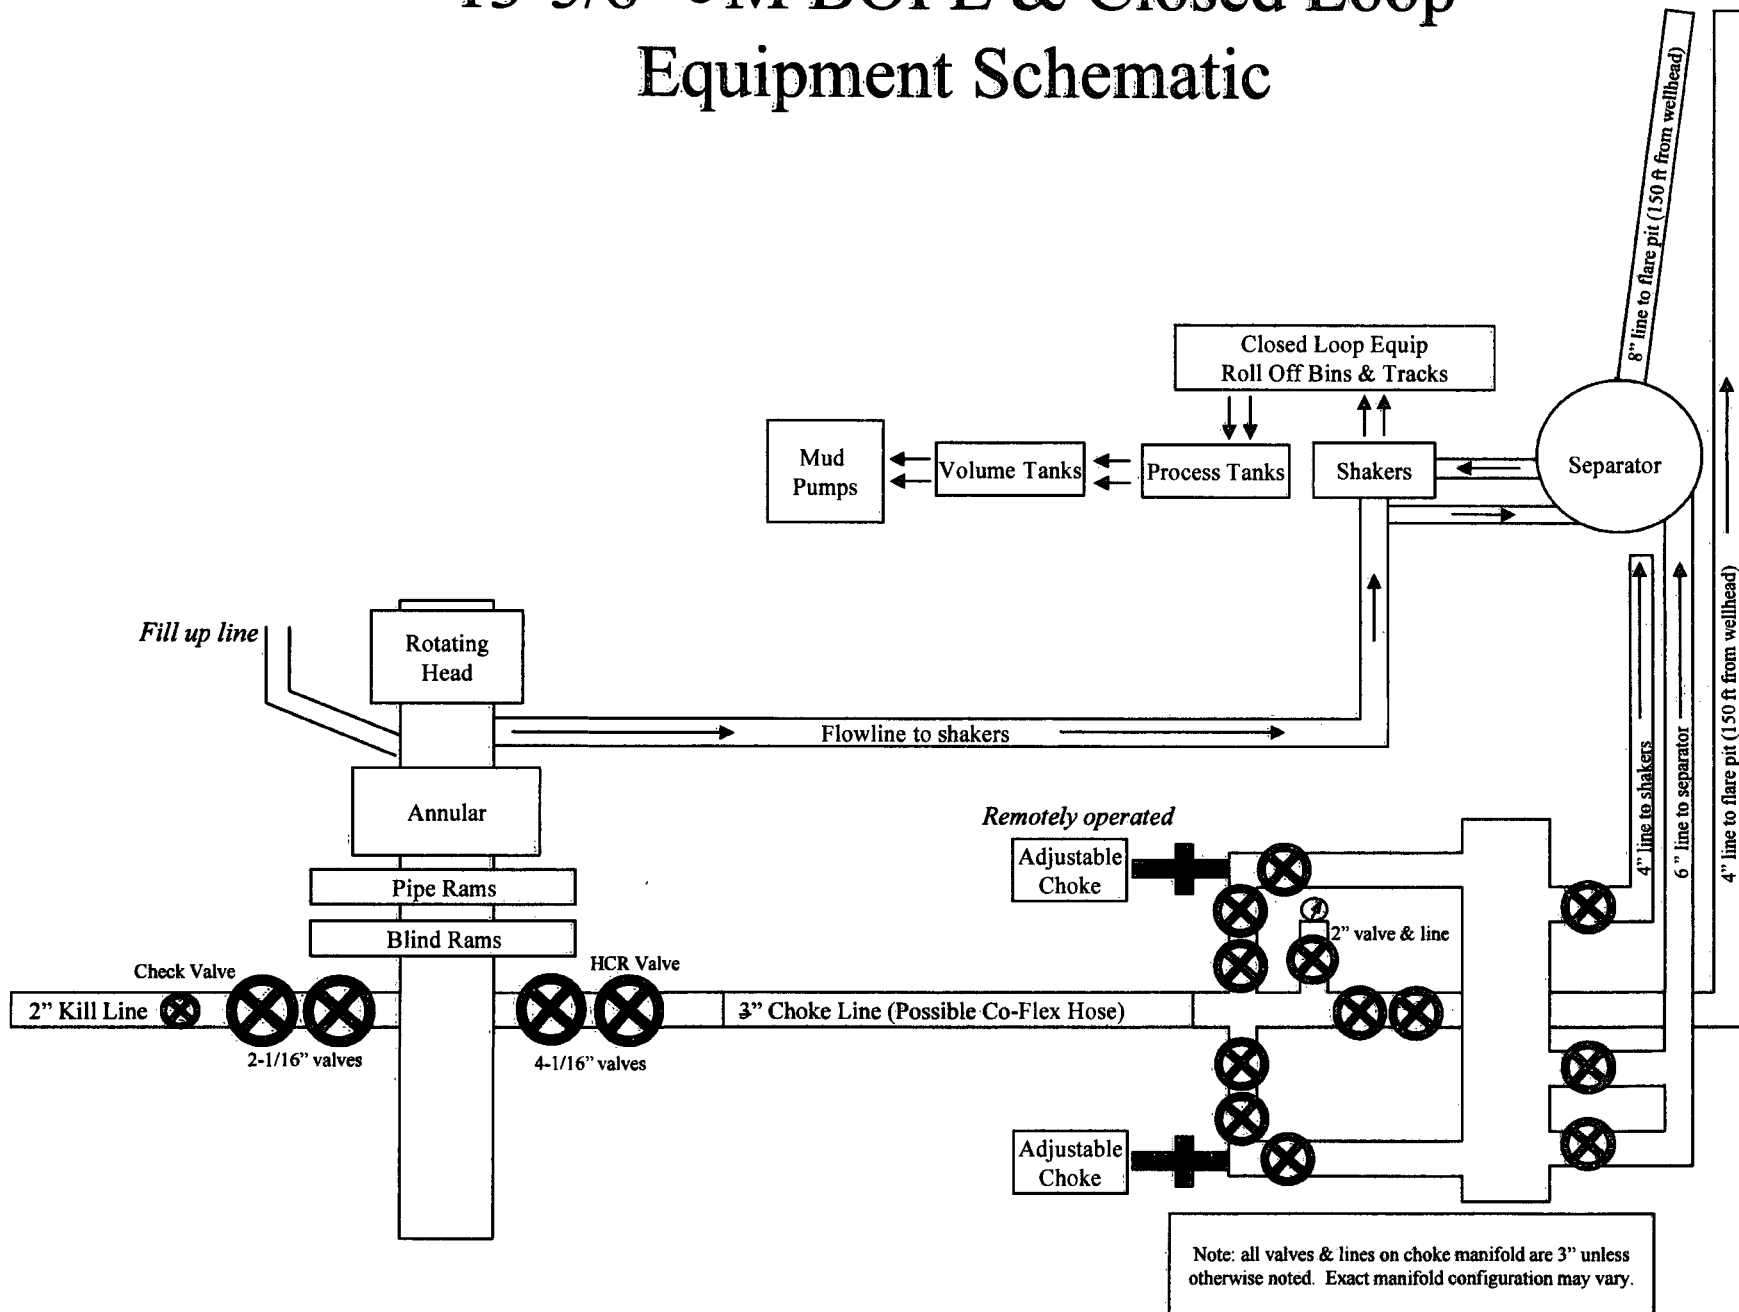 BOPE & Closed Loop
Equipment Schematic
8” line to flare pit (150 ft from wellhead)
Closed Loop Equip
Roll Off Bins & Tracks
Mud
Pumps
Volume Tanks
Process Tanks
Shakers
Separator
Fill up line
Rotating
Head
Flowline to shakers
Annular
Pipe Rams
Blind Rams
Remotely operated
Adjustable
Choke
2” valve & line
4” line to shakers
6 ” line to separator
4” line to flare pit (150 ft from wellhead)
Check Valve
HCR Valve
2” Kill Line
3” Choke Line (Possible Co-Flex Hose)
2-1/16” valves
4-1/16” valves
Adjustable
Choke
Note: all valves & lines on choke manifold are 3” unless
otherwise noted. Exact manifold configuration may vary.